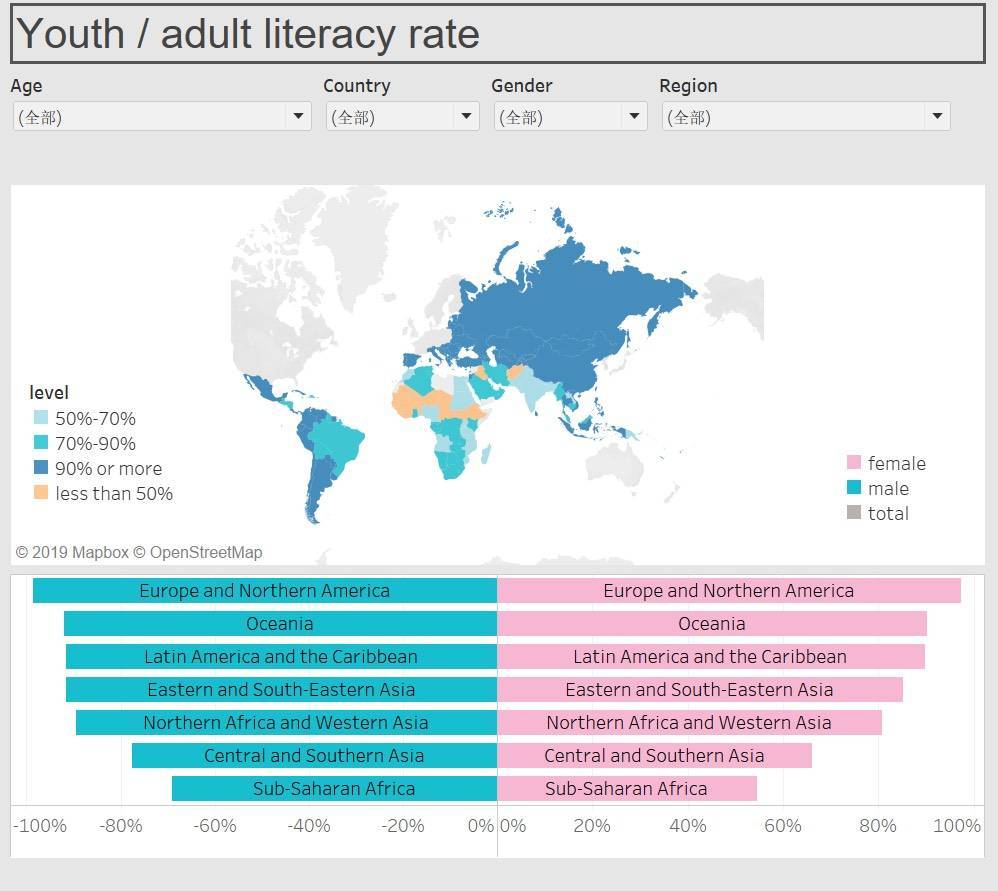 Youth / adult literacy rate
Age Country Gender Region
(全部) (全部) (全部) (全部)
level
50%-70%
70%-90%
90% or more
less than 50%
female
male
total
© 2019 Mapbox © OpenStreetMap
Europe and Northern America Europe and Northern America
Oceania Oceania
Latin America and the Caribbean Latin America and the Caribbean
Eastern and South-Eastern Asia Eastern and South-Eastern Asia
Northern Africa and Western Asia Northern Africa and Western Asia
Central and Southern Asia Central and Southern Asia
Sub-Saharan Africa Sub-Saharan Africa
-100% -80% -60% -40% -20% 0% 0% 20% 40% 60% 80% 100%